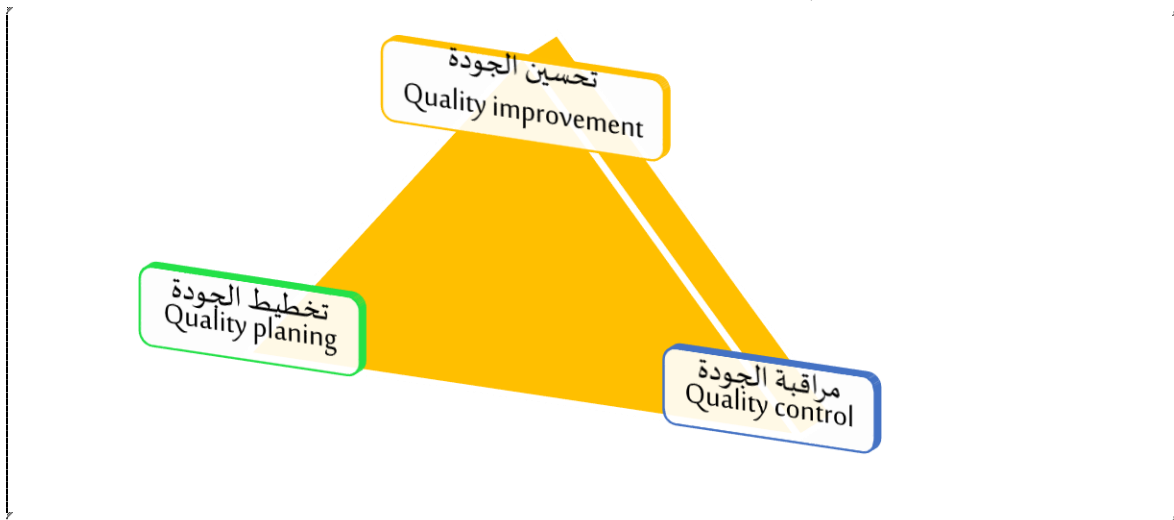 تحسين الجودة
Quality improvement
تخطيط الجودة
Quality planing
مراقبة الجودة
Quality control